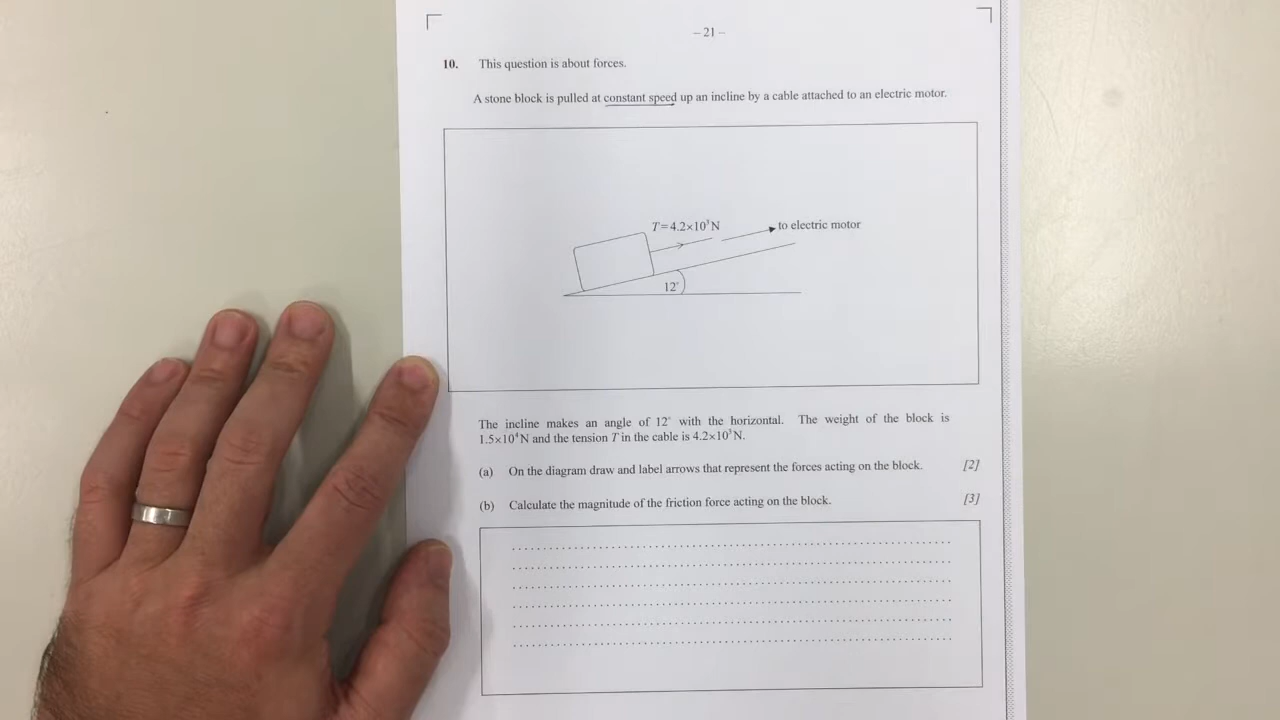 – 21 –
10. This question is about forces.
A stone block is pulled at constant speed up an incline by a cable attached to an electric motor.
T=4.2×10³N
to electric motor
12°
The incline makes an angle of 12° with the horizontal. The weight of the block is
1.5×10⁴N and the tension T in the cable is 4.2×10³N.
(a) On the diagram draw and label arrows that represent the forces acting on the block. [2]
(b) Calculate the magnitude of the friction force acting on the block. [3]